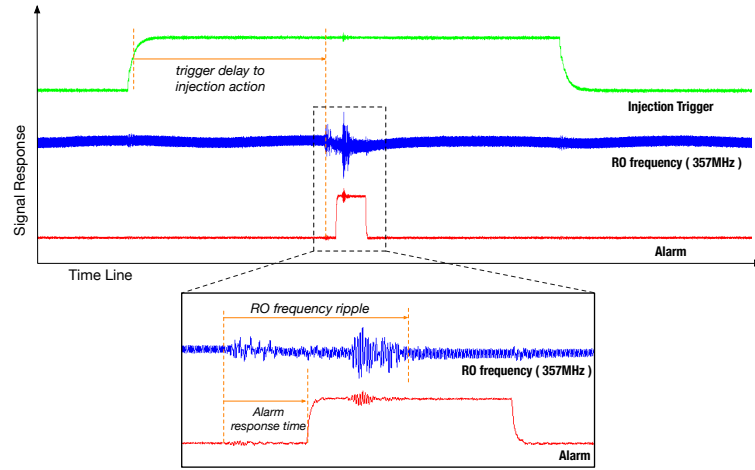 trigger delay to
injection action
Injection Trigger
Signal Response
RO frequency ( 357MHz )
Alarm
Time Line
RO frequency ripple
RO frequency ( 357MHz )
Alarm
response time
Alarm